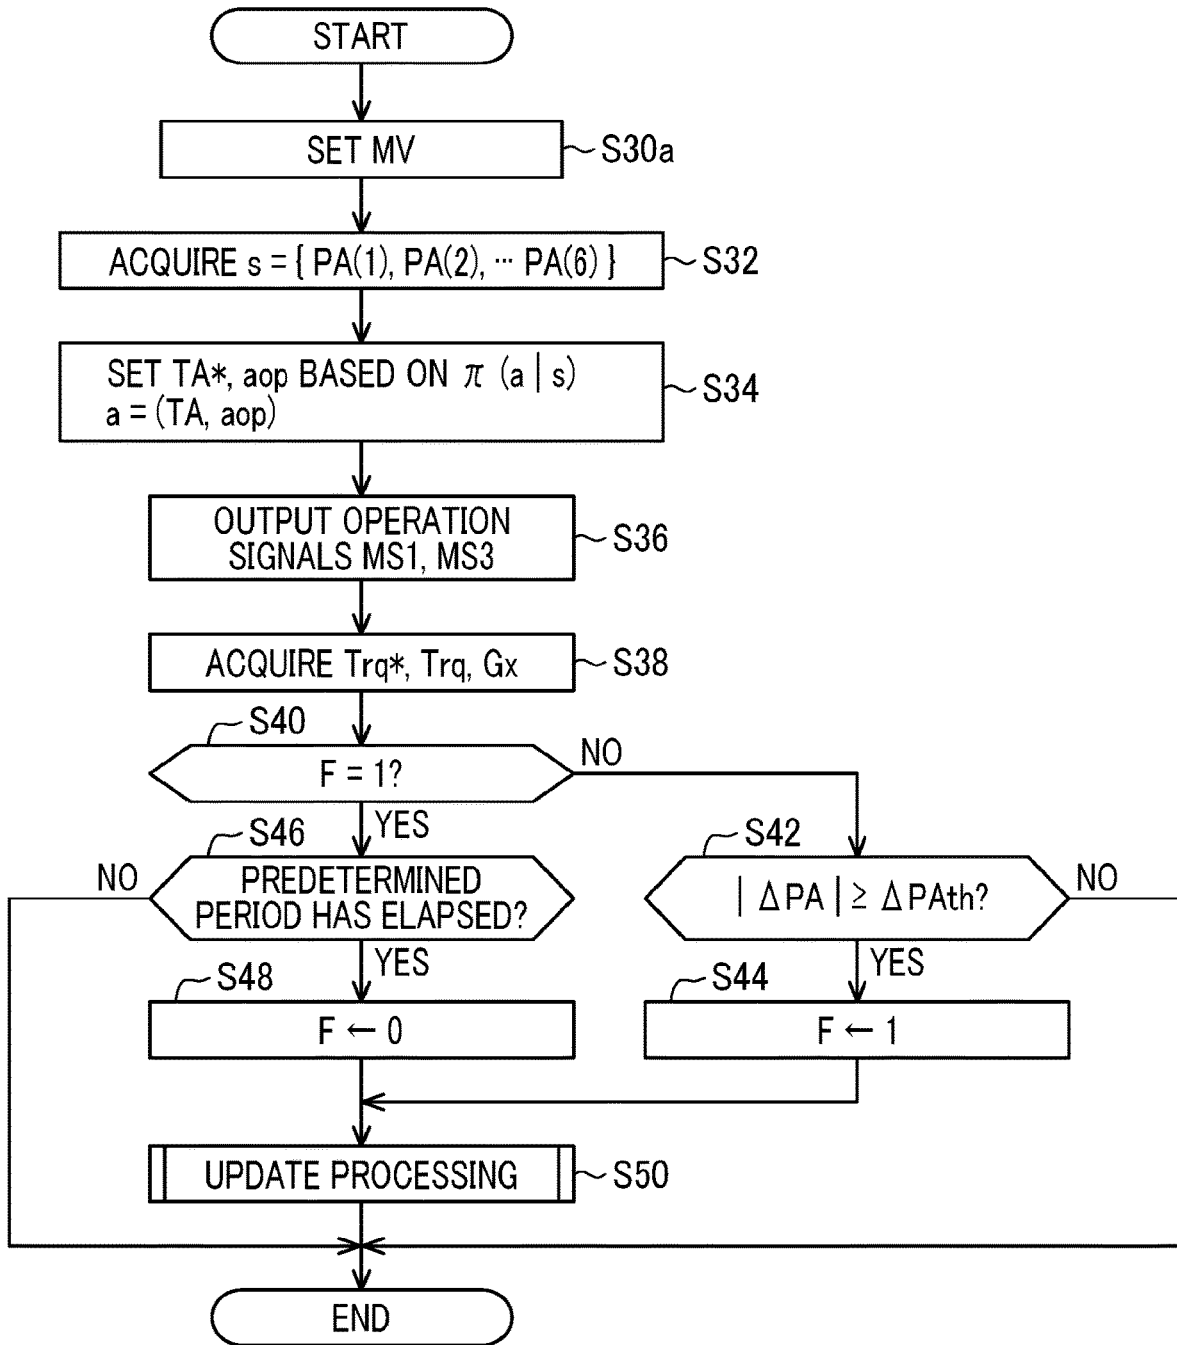 START
SET MV
S30a
ACQUIRE s = { PA(1), PA(2), ··· PA(6) }
S32
SET TA*, aop BASED ON π (a | s)
a = (TA, aop)
S34
OUTPUT OPERATION
SIGNALS MS1, MS3
S36
ACQUIRE Trq*, Trq, Gx
S38
S40
F = 1?
NO
YES
S46
PREDETERMINED
PERIOD HAS ELAPSED?
NO
YES
S42
| ΔPA | ≥ ΔPAth?
NO
YES
S48
F ← 0
S44
F ← 1
UPDATE PROCESSING
S50
END